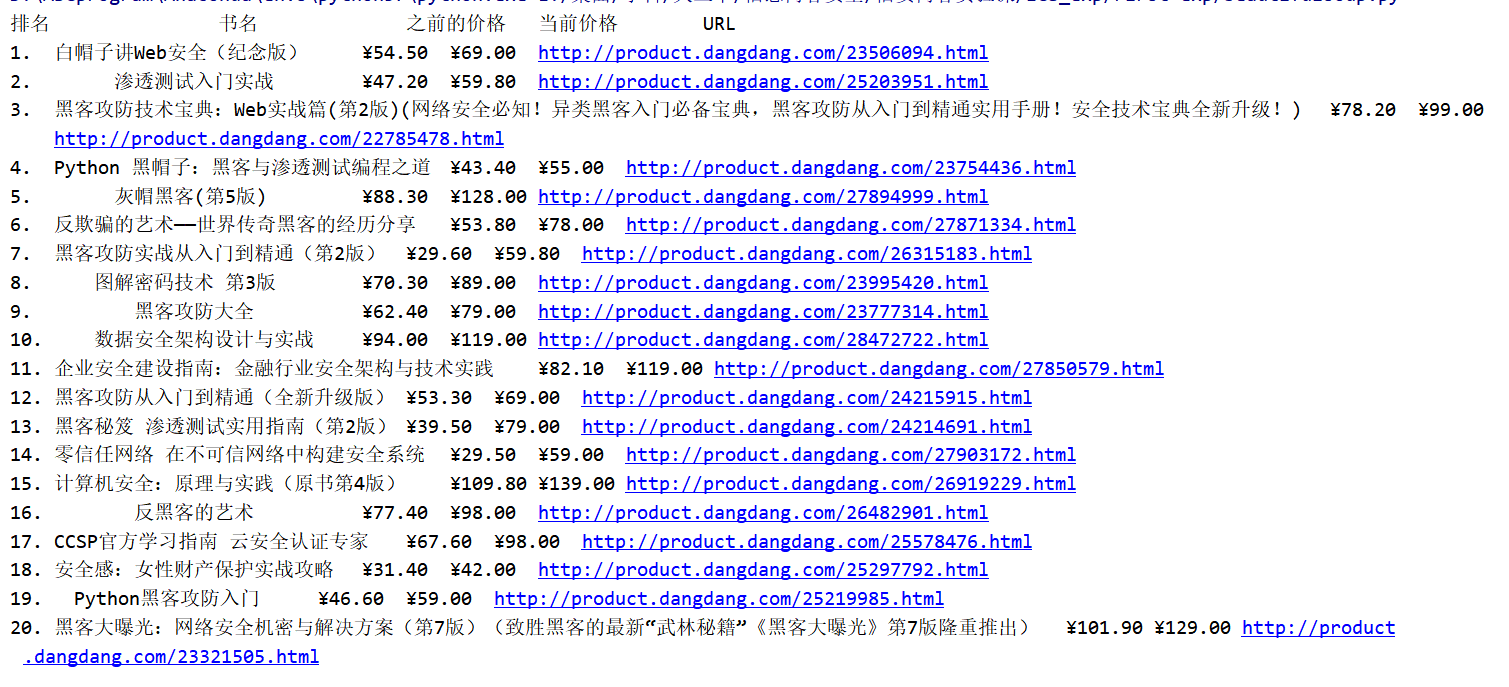 排名 书名 之前的价格 当前价格 URL
1. 白帽子讲Web安全（纪念版） ¥54.50 ¥69.00 http://product.dangdang.com/23506094.html
2. 渗透测试入门实战 ¥47.20 ¥59.80 http://product.dangdang.com/25203951.html
3. 黑客攻防技术宝典：Web实战篇(第2版)(网络安全必知！异类黑客入门必备宝典，黑客攻防从入门到精通实用手册！安全技术宝典全新升级！) ¥78.20 ¥99.00
http://product.dangdang.com/22785478.html
4. Python 黑帽子：黑客与渗透测试编程之道 ¥43.40 ¥55.00 http://product.dangdang.com/23754436.html
5. 灰帽黑客(第5版) ¥88.30 ¥128.00 http://product.dangdang.com/27894999.html
6. 反欺骗的艺术——世界传奇黑客的经历分享 ¥53.80 ¥78.00 http://product.dangdang.com/27871334.html
7. 黑客攻防实战从入门到精通（第2版） ¥29.60 ¥59.80 http://product.dangdang.com/26315183.html
8. 图解密码技术 第3版 ¥70.30 ¥89.00 http://product.dangdang.com/23995420.html
9. 黑客攻防大全 ¥62.40 ¥79.00 http://product.dangdang.com/23777314.html
10. 数据安全架构设计与实战 ¥94.00 ¥119.00 http://product.dangdang.com/28472722.html
11. 企业安全建设指南：金融行业安全架构与技术实践 ¥82.10 ¥119.00 http://product.dangdang.com/27850579.html
12. 黑客攻防从入门到精通（全新升级版） ¥53.30 ¥69.00 http://product.dangdang.com/24215915.html
13. 黑客秘笈 渗透测试实用指南（第2版） ¥39.50 ¥79.00 http://product.dangdang.com/24214691.html
14. 零信任网络 在不可信网络中构建安全系统 ¥29.50 ¥59.00 http://product.dangdang.com/27903172.html
15. 计算机安全：原理与实践（原书第4版） ¥109.80 ¥139.00 http://product.dangdang.com/26919229.html
16. 反黑客的艺术 ¥77.40 ¥98.00 http://product.dangdang.com/26482901.html
17. CCSP官方学习指南 云安全认证专家 ¥67.60 ¥98.00 http://product.dangdang.com/25578476.html
18. 安全感：女性财产保护实战攻略 ¥31.40 ¥42.00 http://product.dangdang.com/25297792.html
19. Python黑客攻防入门 ¥46.60 ¥59.00 http://product.dangdang.com/25219985.html
20. 黑客大曝光：网络安全机密与解决方案（第7版）（致胜黑客的最新“武林秘籍”《黑客大曝光》第7版隆重推出） ¥101.90 ¥129.00 http://product
.dangdang.com/23321505.html